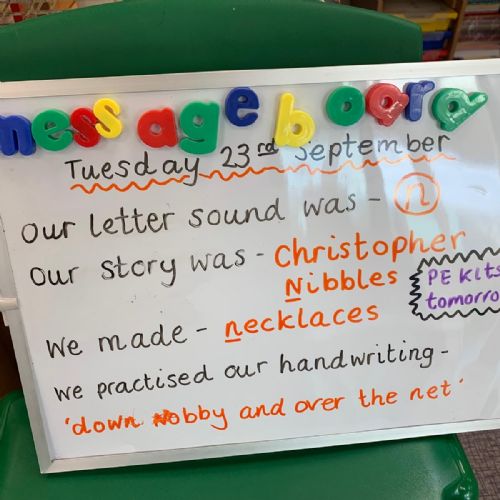 message board
Tuesday 23rd September
our letter sound was - n
our story was - Christopher
Nibbles
PE Kits
tomorro
we made - necklaces
we practised our handwriting -
'down Nobby and over the net'